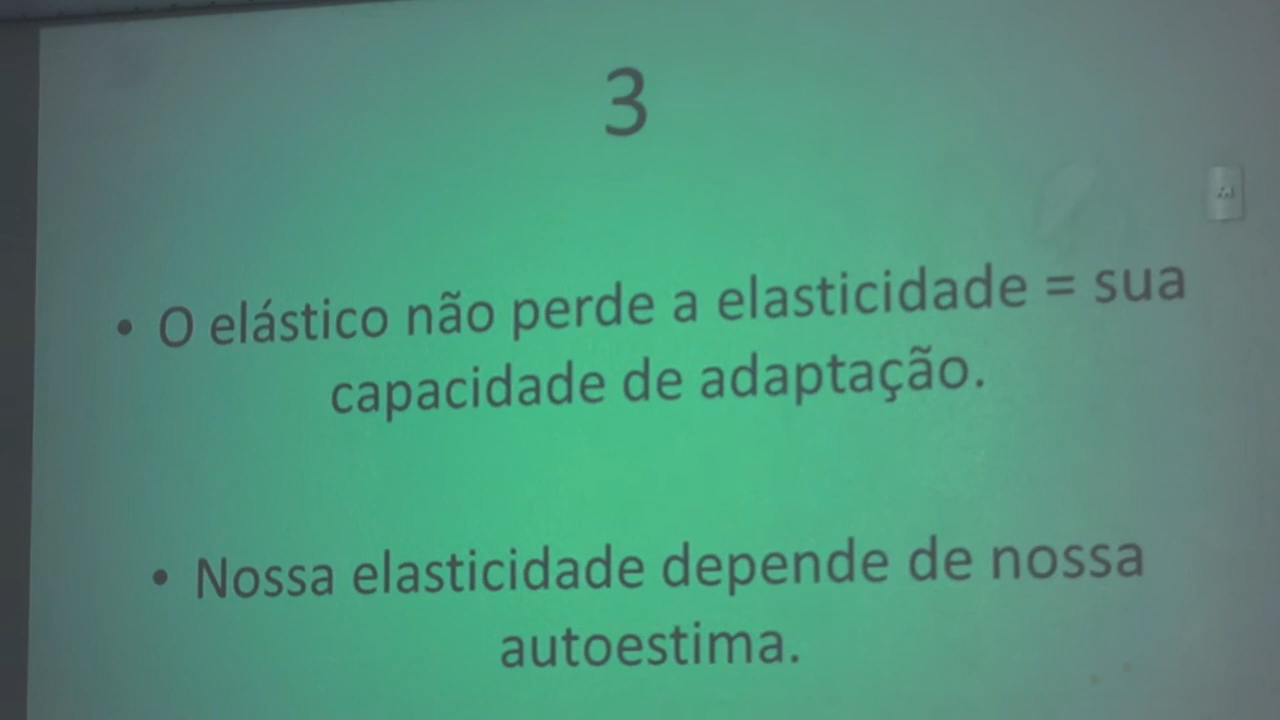 3
• O elástico não perde a elasticidade = sua
capacidade de adaptação.
• Nossa elasticidade depende de nossa
autoestima.